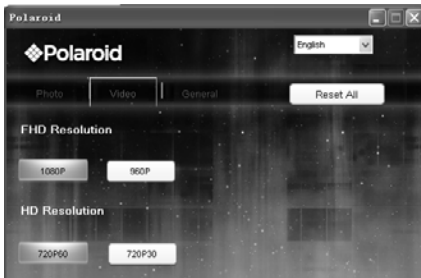 Polaroid
Polaroid
English
Photo Video General
Reset All
FHD Resolution
1080P 960P
HD Resolution
720P60 720P30